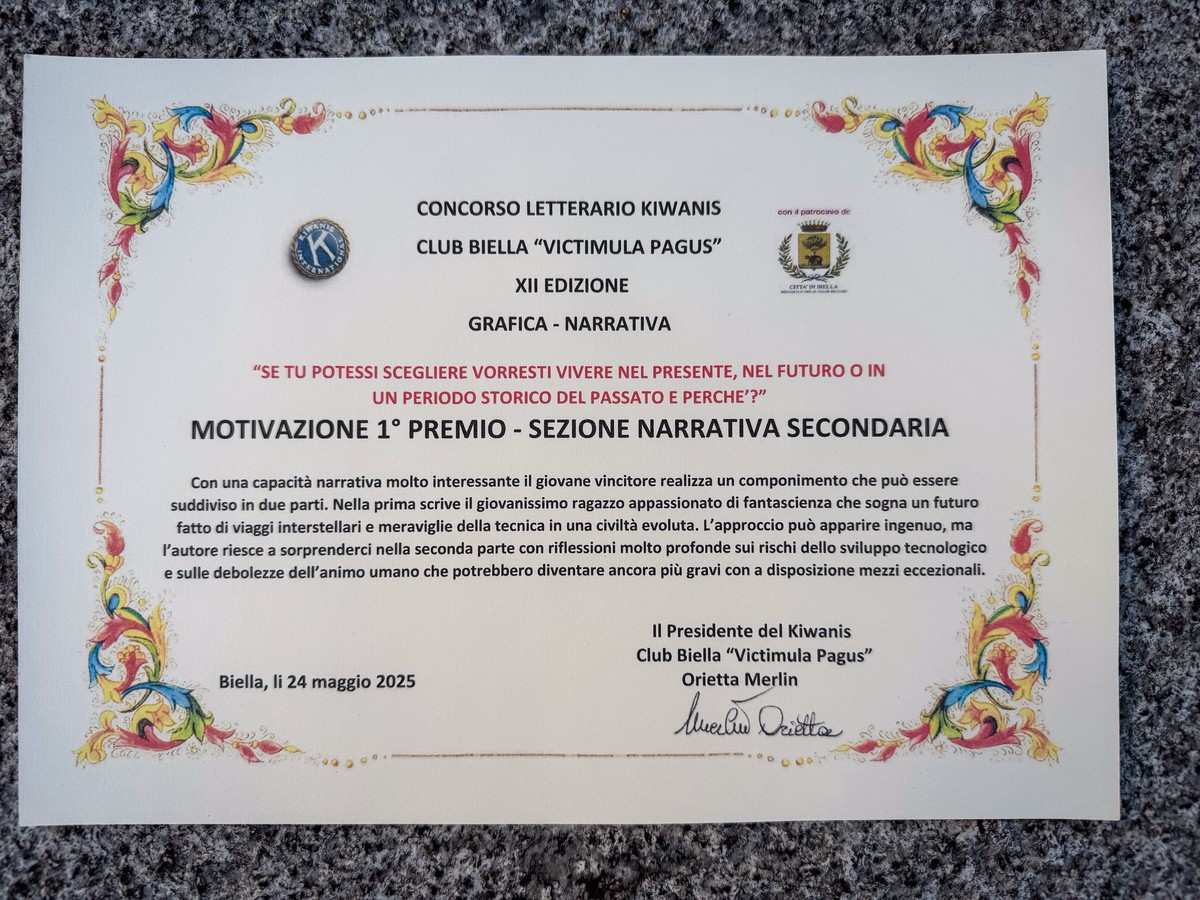 CONCORSO LETTERARIO KIWANIS
CLUB BIELLA “VICTIMULA PAGUS”
XII EDIZIONE
GRAFICA - NARRATIVA
KIWANIS
K
INTERNATIONAL
con il patrocinio de
CITTA' DI BIELLA
“SE TU POTESSI SCEGLIERE VORRESTI VIVERE NEL PRESENTE, NEL FUTURO O IN
UN PERIODO STORICO DEL PASSATO E PERCHE’?”
MOTIVAZIONE 1° PREMIO - SEZIONE NARRATIVA SECONDARIA
Con una capacità narrativa molto interessante il giovane vincitore realizza un componimento che può essere
suddiviso in due parti. Nella prima scrive il giovanissimo ragazzo appassionato di fantascienza che sogna un futuro
fatto di viaggi interstellari e meraviglie della tecnica in una civiltà evoluta. L’approccio può apparire ingenuo, ma
l’autore riesce a sorprenderci nella seconda parte con riflessioni molto profonde sui rischi dello sviluppo tecnologico
e sulle debolezze dell’animo umano che potrebbero diventare ancora più gravi con a disposizione mezzi eccezionali.
Il Presidente del Kiwanis
Club Biella “Victimula Pagus”
Orietta Merlin
Biella, li 24 maggio 2025
Merlin Orietta